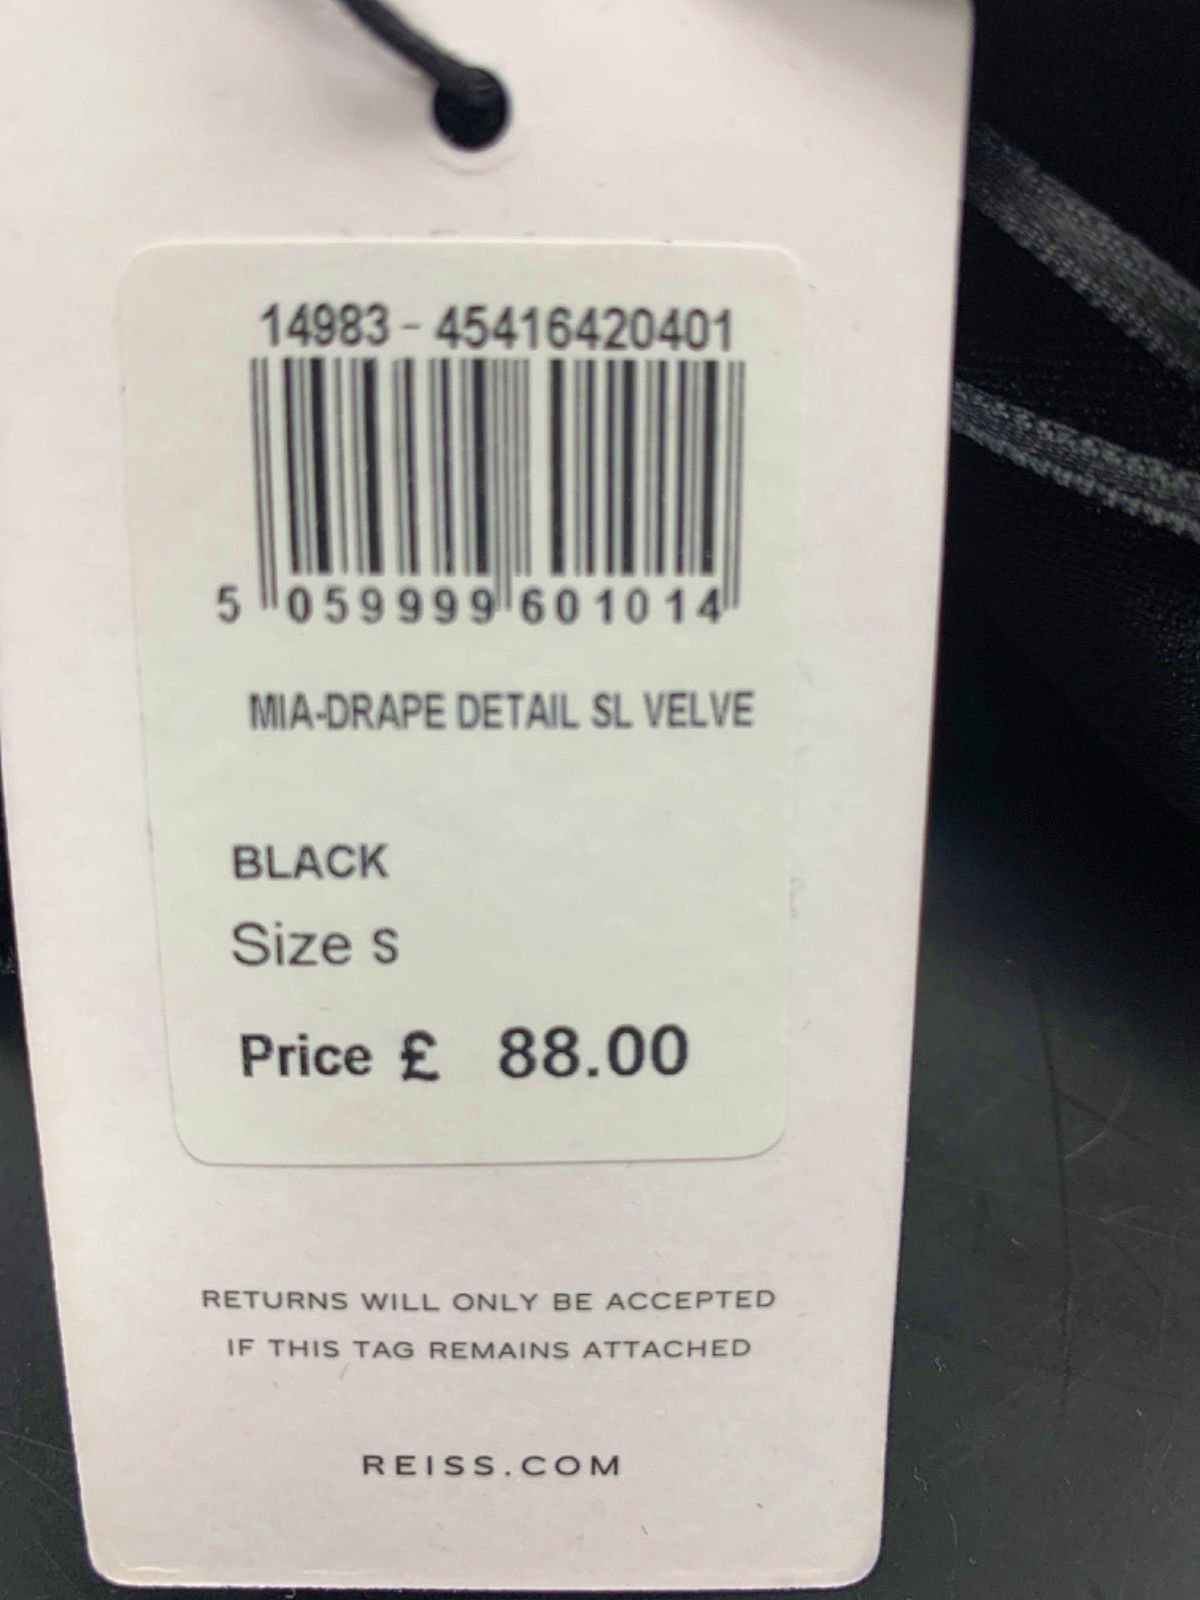 14983 - 45416420401
5 059999 601014
MIA-DRAPE DETAIL SL VELVE
BLACK
Size S
Price £ 88.00
RETURNS WILL ONLY BE ACCEPTED
IF THIS TAG REMAINS ATTACHED
REISS.COM